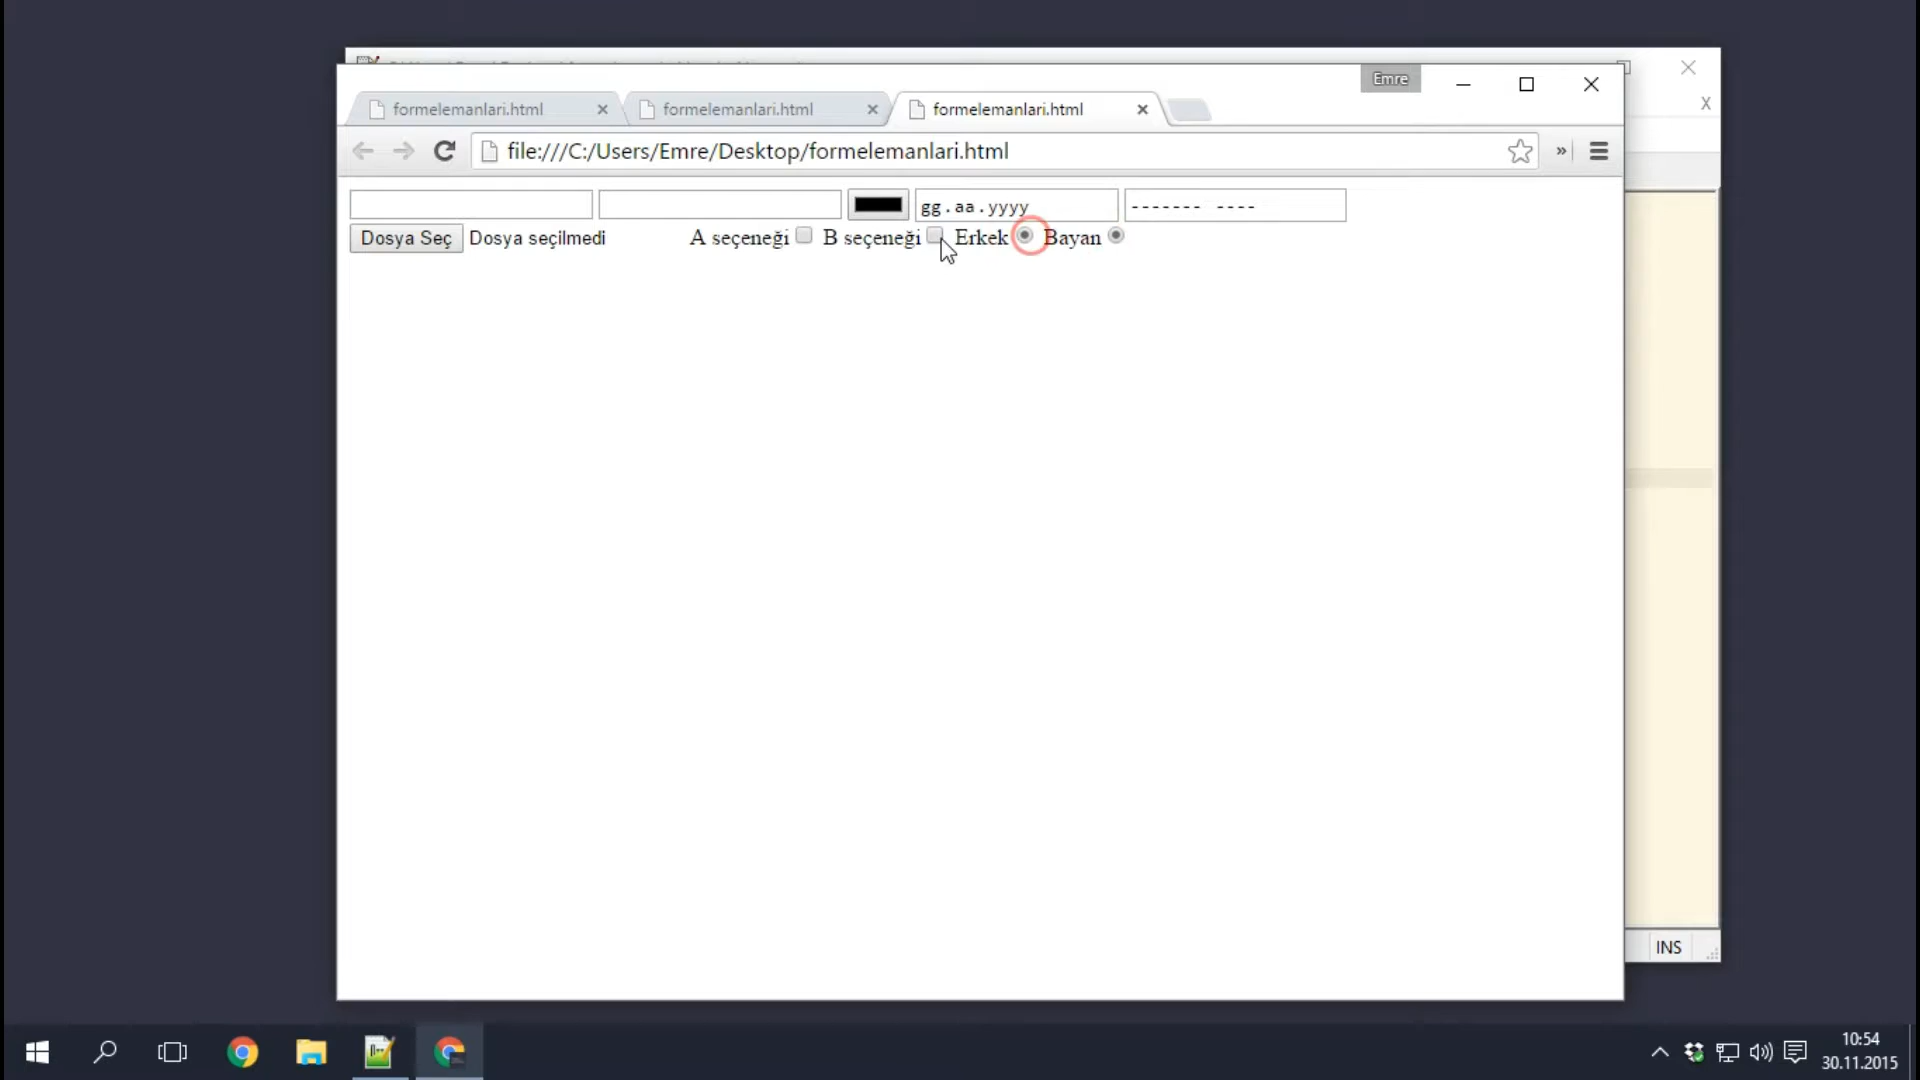 Emre
formelemanlari.html formelemanlari.html formelemanlari.html
file:///C:/Users/Emre/Desktop/formelemanlari.html
gg.aa.yyyy ------- ----
Dosya Seç Dosya seçilmedi A seçeneği B seçeneği Erkek Bayan
INS
10:54
30.11.2015